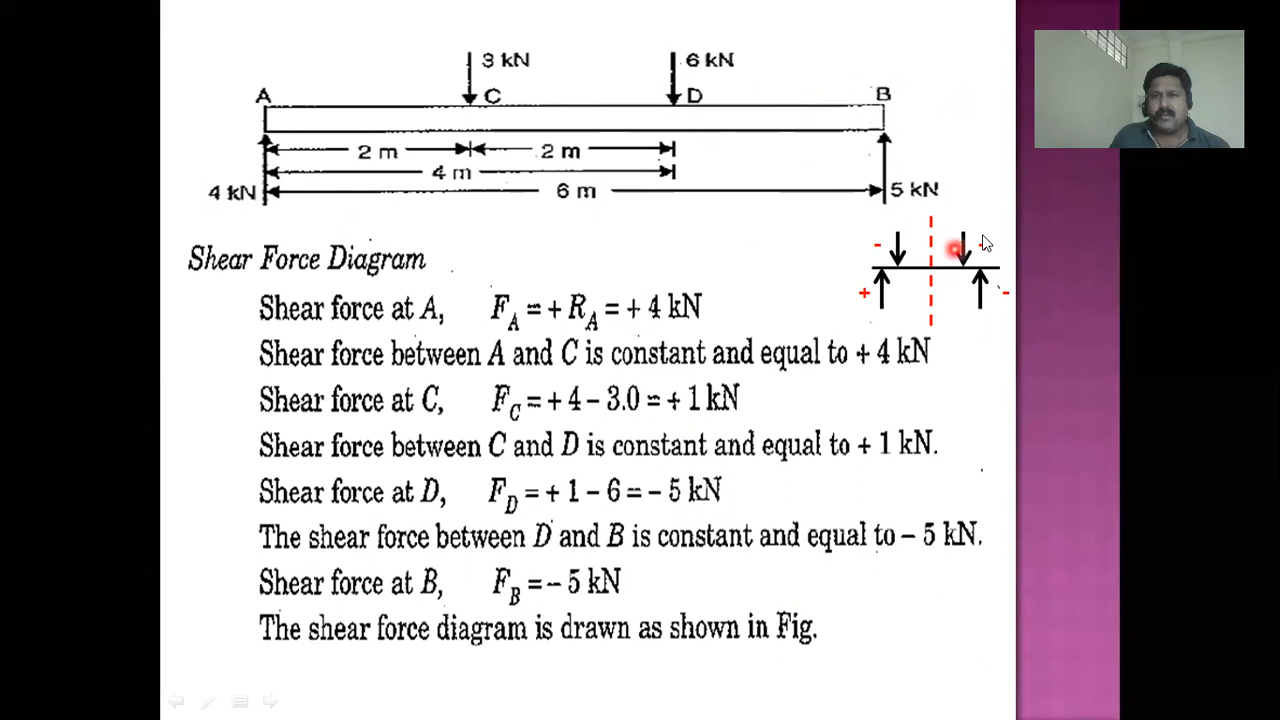 3 kN
6 kN
A
C
D
B
2 m
2 m
4 m
4 kN
6 m
5 kN
Shear Force Diagram
-
+
-
Shear force at A, F_A = + R_A = + 4 kN
Shear force between A and C is constant and equal to + 4 kN
Shear force at C, F_C = + 4 – 3.0 = + 1 kN
Shear force between C and D is constant and equal to + 1 kN.
Shear force at D, F_D = + 1 – 6 = – 5 kN
The shear force between D and B is constant and equal to – 5 kN.
Shear force at B, F_B = – 5 kN
The shear force diagram is drawn as shown in Fig.